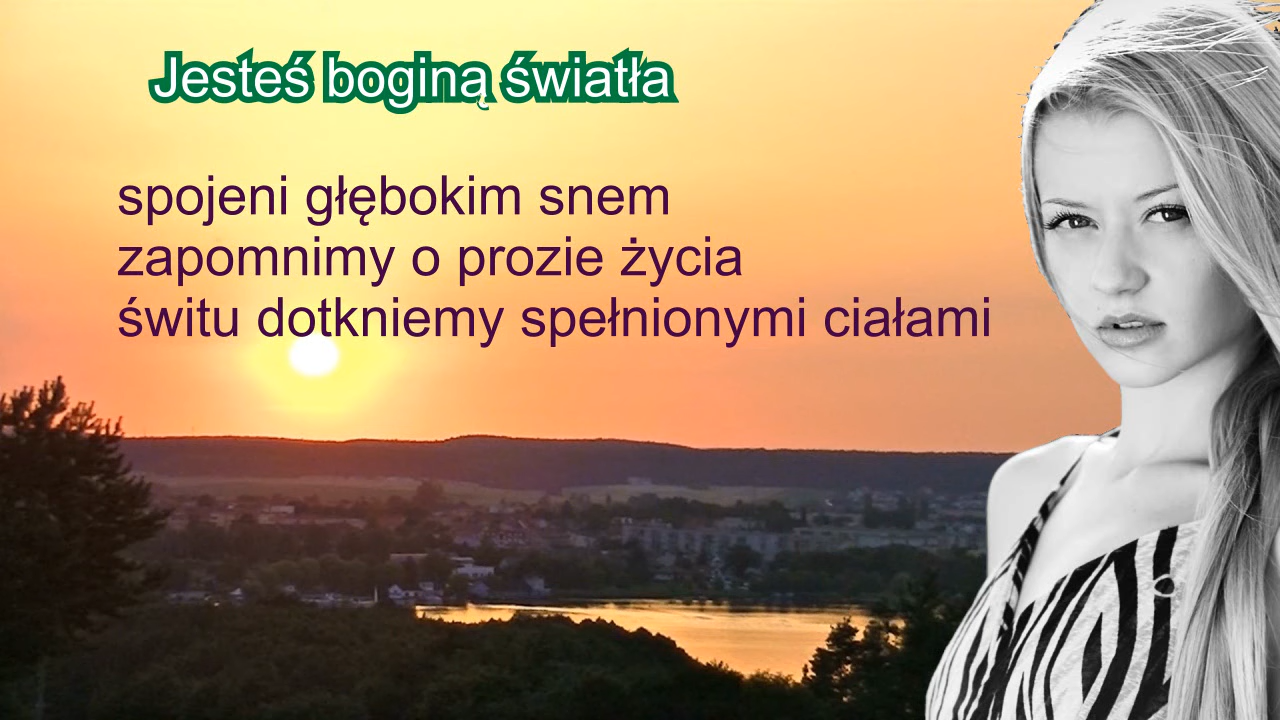 Jesteś boginą światła
spojeni głębokim snem
zapomnimy o prozie życia
świtu dotkniemy spełnionymi ciałami